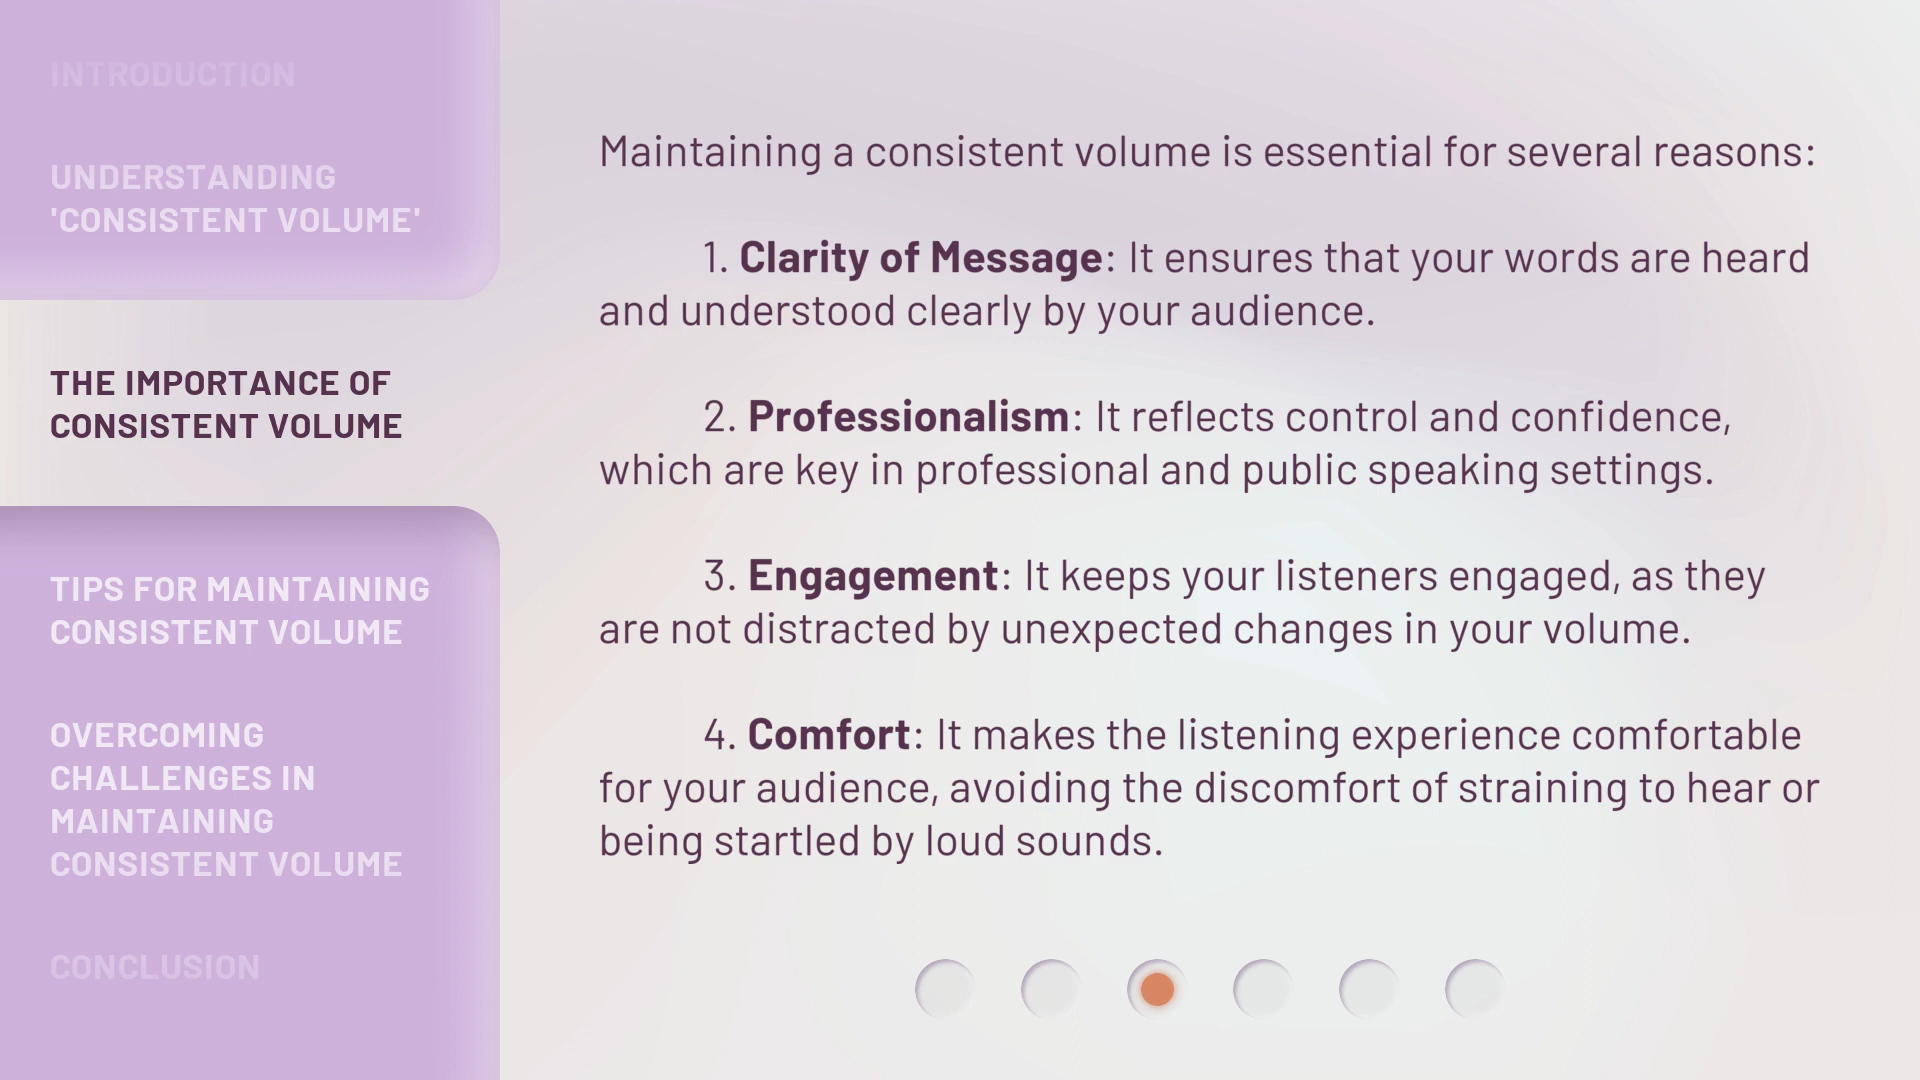 INTRODUCTION
UNDERSTANDING
'CONSISTENT VOLUME'
THE IMPORTANCE OF
CONSISTENT VOLUME
TIPS FOR MAINTAINING
CONSISTENT VOLUME
OVERCOMING
CHALLENGES IN
MAINTAINING
CONSISTENT VOLUME
CONCLUSION
Maintaining a consistent volume is essential for several reasons:
1. Clarity of Message: It ensures that your words are heard
and understood clearly by your audience.
2. Professionalism: It reflects control and confidence,
which are key in professional and public speaking settings.
3. Engagement: It keeps your listeners engaged, as they
are not distracted by unexpected changes in your volume.
4. Comfort: It makes the listening experience comfortable
for your audience, avoiding the discomfort of straining to hear or
being startled by loud sounds.